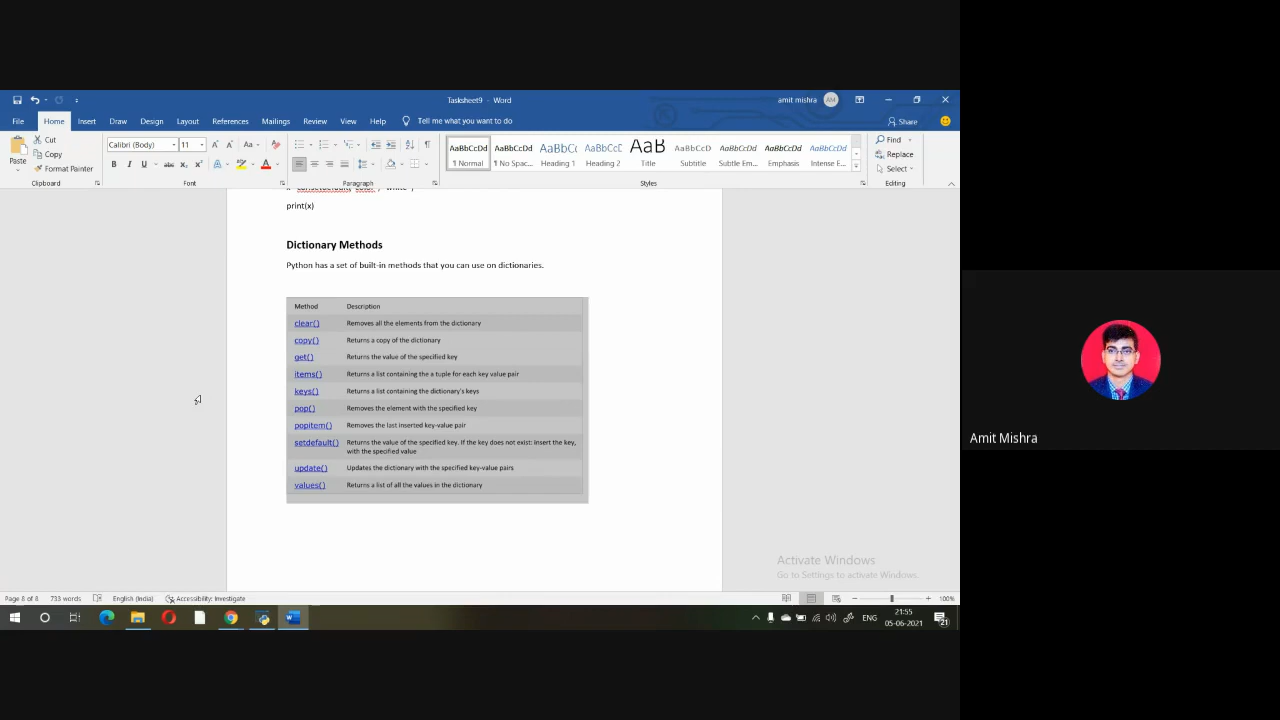 Tasksheet9 - Word
amit mishra AM
File Home Insert Draw Design Layout References Mailings Review View Help Tell me what you want to do Share
Paste Cut Copy Format Painter
Calibri (Body) 11
AaBbCcDd AaBbCcDd AaBbC( AaBbCcC AaB AaBbCcD AaBbCcDd AaBbCcDd AaBbCcDd
¶ Normal ¶ No Spac... Heading 1 Heading 2 Title Subtitle Subtle Em... Emphasis Intense E...
Find
Replace
Select
Clipboard Font Paragraph Styles Editing
print(x)
Dictionary Methods
Python has a set of built-in methods that you can use on dictionaries.
Method Description
clear() Removes all the elements from the dictionary
copy() Returns a copy of the dictionary
get() Returns the value of the specified key
items() Returns a list containing the a tuple for each key value pair
keys() Returns a list containing the dictionary's keys
pop() Removes the element with the specified key
popitem() Removes the last inserted key-value pair
setdefault() Returns the value of the specified key. If the key does not exist: insert the key,
with the specified value
update() Updates the dictionary with the specified key-value pairs
values() Returns a list of all the values in the dictionary
Amit Mishra
Activate Windows
Go to Settings to activate Windows.
Page 8 of 8 733 words English (India) Accessibility: Investigate 100%
ENG 21:55
05-06-2021 21